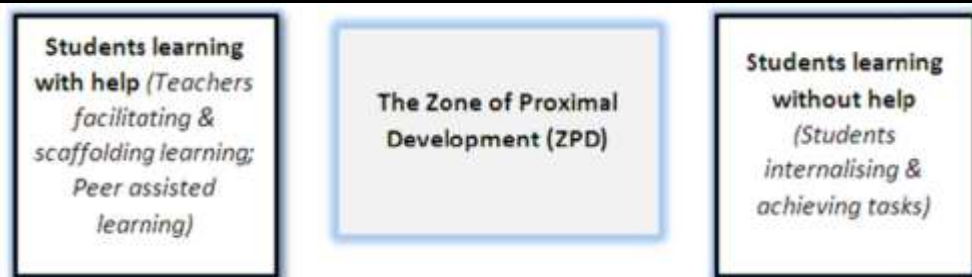 Students learning
with help (Teachers
facilitating &
scaffolding learning;
Peer assisted
learning)
The Zone of Proximal
Development (ZPD)
Students learning
without help
(Students
internalising &
achieving tasks)